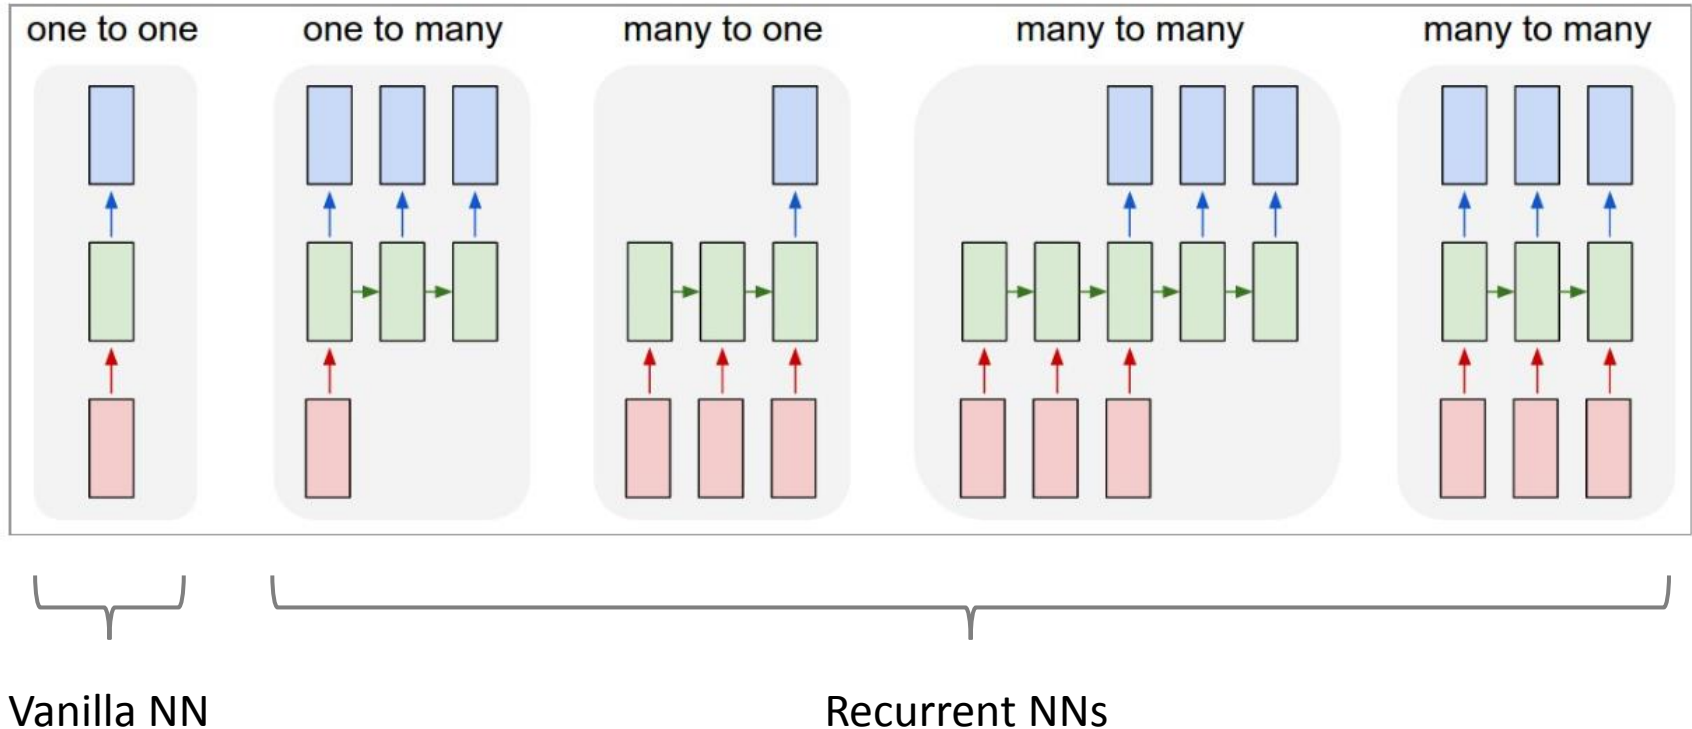 one to one
one to many
many to one
many to many
many to many
Vanilla NN
Recurrent NNs